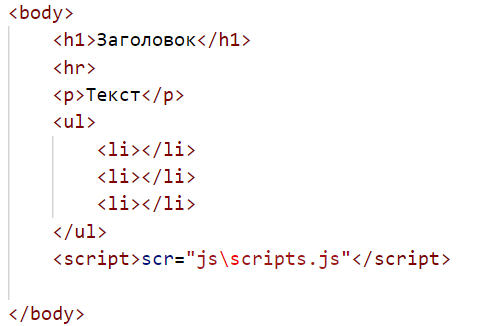 <body>
<h1>Заголовок</h1>
<hr>
<p>Текст</p>
<ul>
<li></li>
<li></li>
<li></li>
</ul>
<script>scr="js\scripts.js"</script>
</body>